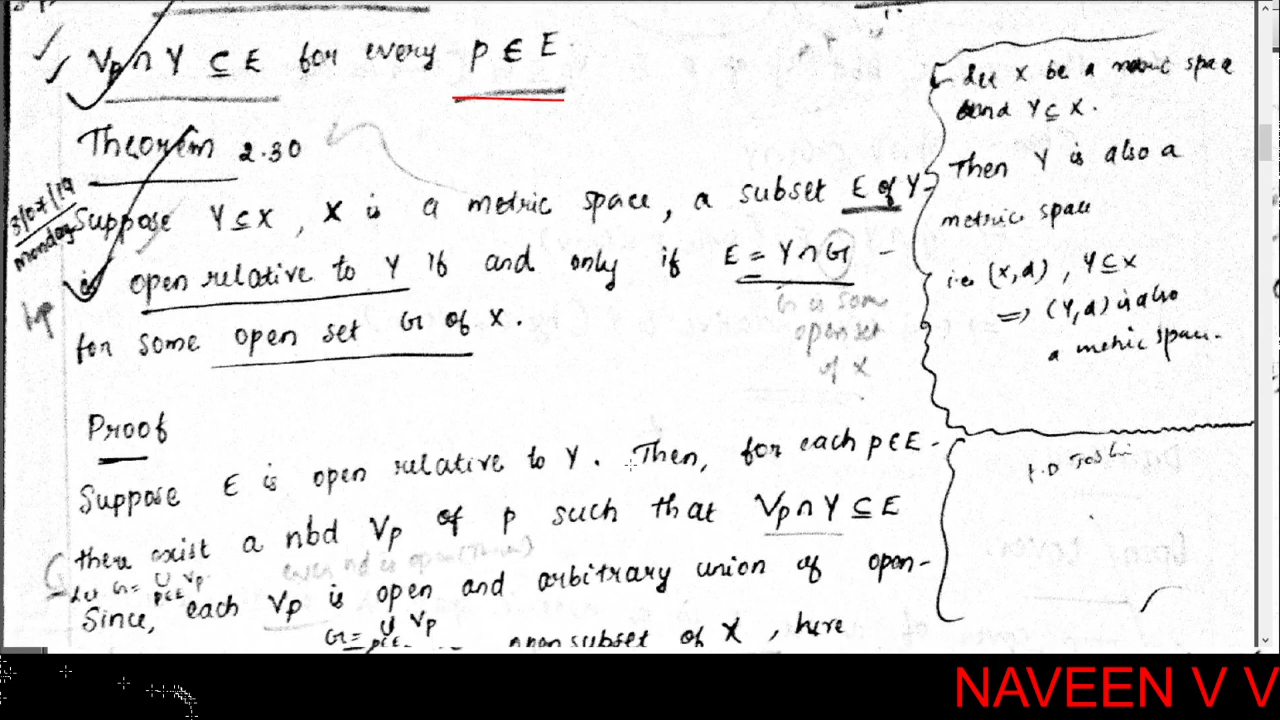 Vp ∩ Y ⊆ E for every p ∈ E
Theorem 2.30
Suppose Y ⊆ X, X is a metric space, a subset E of Y
is open relative to Y if and only if E = Y ∩ G -
for some open set G of X.
G is some
open set
of X
Proof
Suppose E is open relative to Y. Then, for each p ∈ E -
there exist a nbd Vp of p such that Vp ∩ Y ⊆ E
Let G = ∪ Vp
p∈E
Since, each Vp is open and arbitrary union of open-
G = ∪ Vp
p∈E
open subset of X, here
Monday
Let X be a metric space
and Y ⊆ X.
Then Y is also a
metric space
i.e. (X,d), Y ⊆ X
⇒ (Y,d) is also
a metric space.
NAVEEN V V